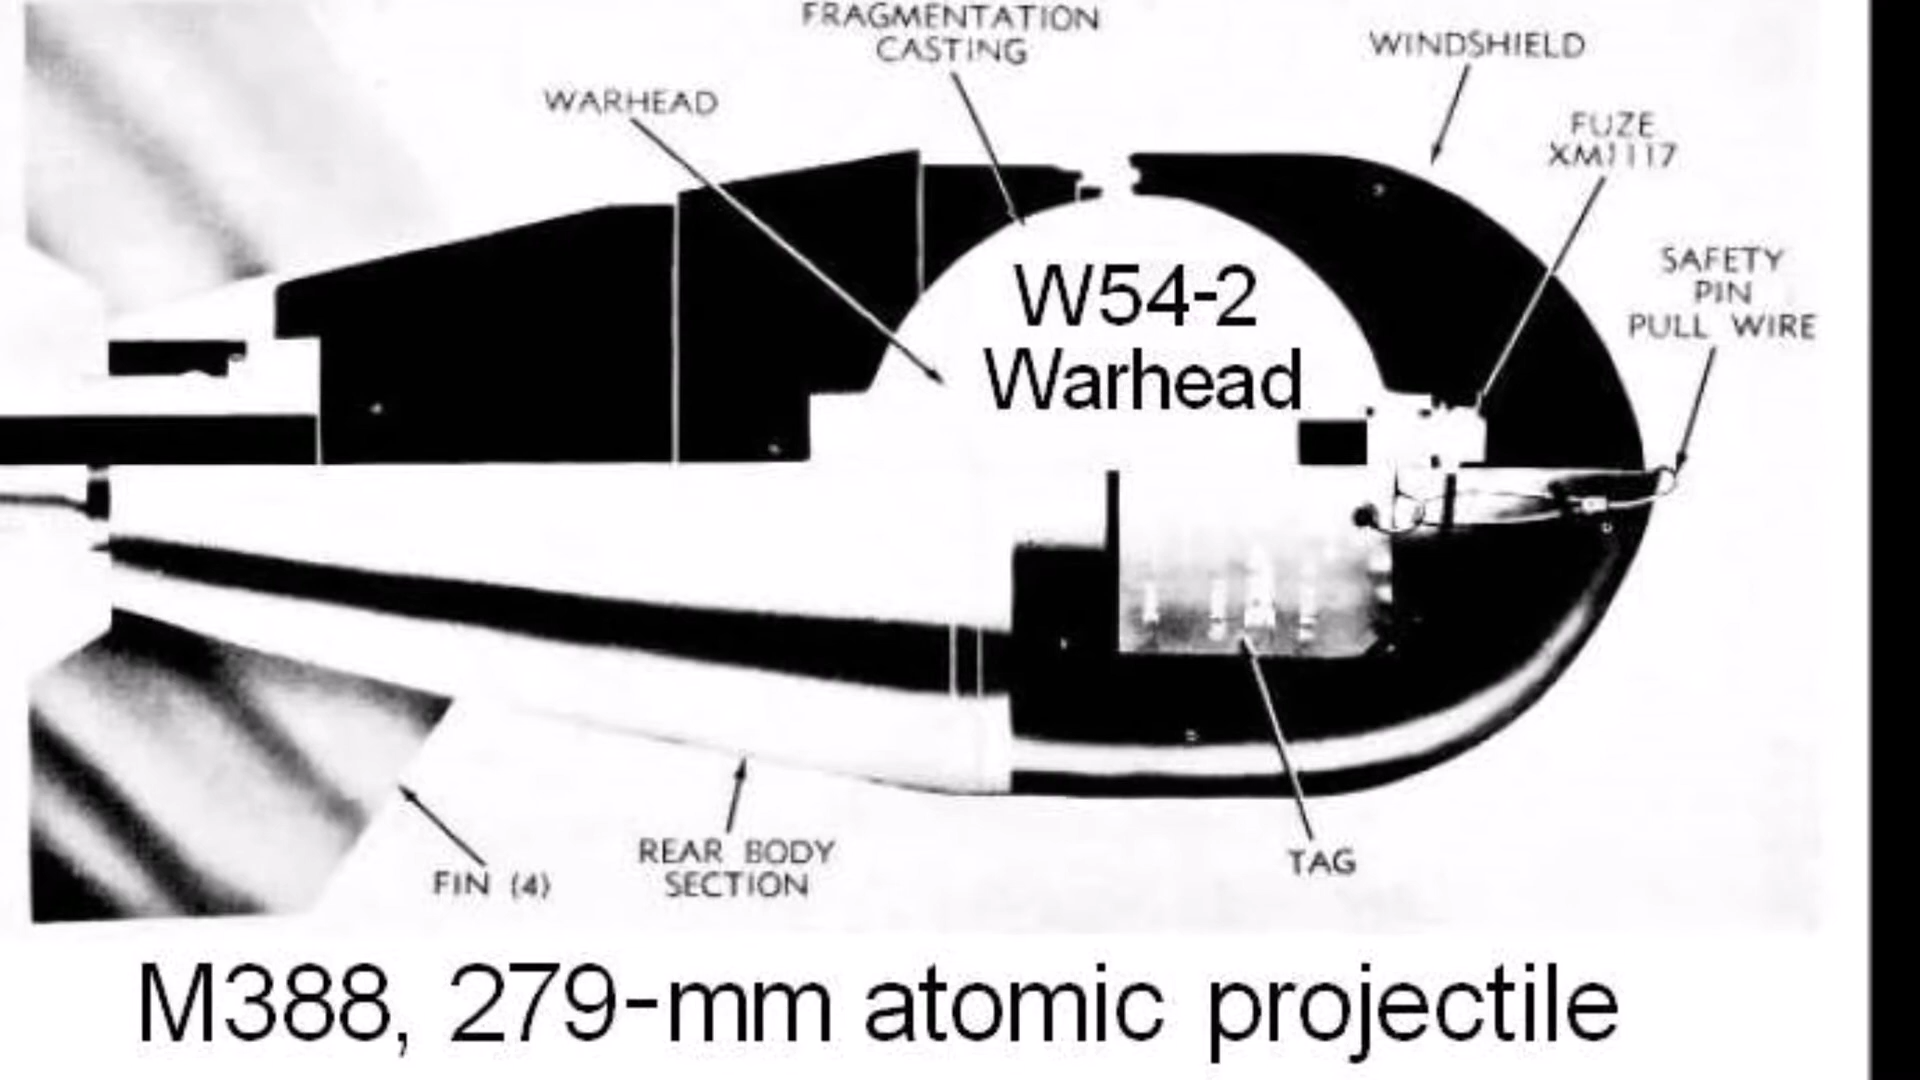 FRAGMENTATION
CASTING
WINDSHIELD
WARHEAD
FUZE
XM1117
SAFETY
PIN
PULL WIRE
W54-2
Warhead
REAR BODY
SECTION
FIN (4)
TAG
M388, 279-mm atomic projectile